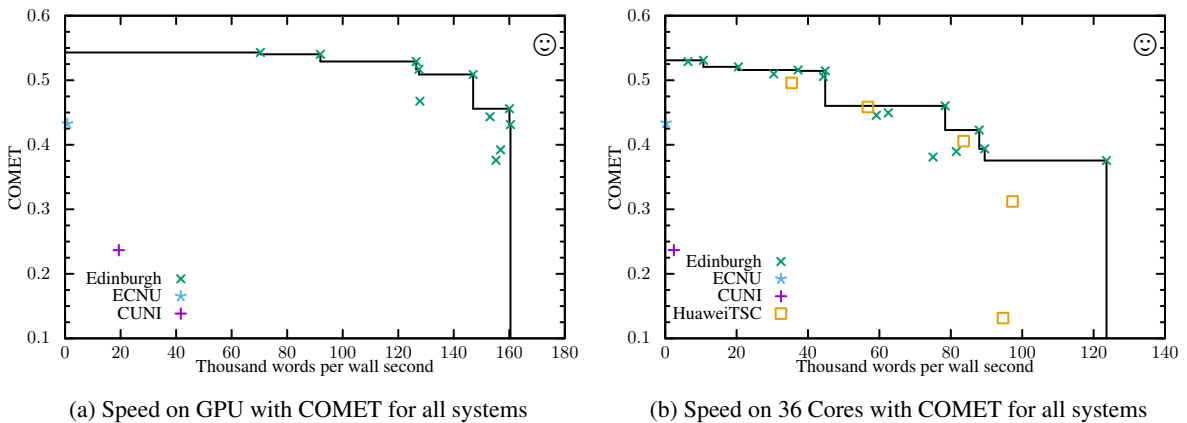 0.6
0.5
0.4
0.3
0.2
0.1
COMET
Edinburgh
ECNU
CUNI
0 20 40 60 80 100 120 140 160 180
Thousand words per wall second
(a) Speed on GPU with COMET for all systems
0.6
0.5
0.4
0.3
0.2
0.1
COMET
Edinburgh
ECNU
CUNI
HuaweiTSC
0 20 40 60 80 100 120 140
Thousand words per wall second
(b) Speed on 36 Cores with COMET for all systems